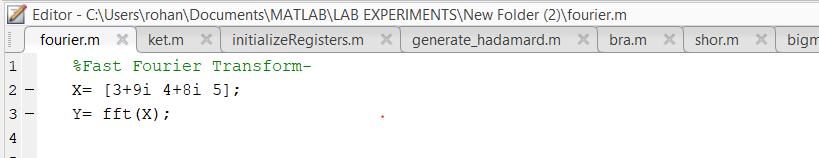 Editor - C:\Users\rohan\Documents\MATLAB\LAB EXPERIMENTS\New Folder (2)\fourier.m
fourier.m ket.m initializeRegisters.m generate_hadamard.m bra.m shor.m bigm
1 %Fast Fourier Transform-
2 X= [3+9i 4+8i 5];
3 Y= fft(X);
4